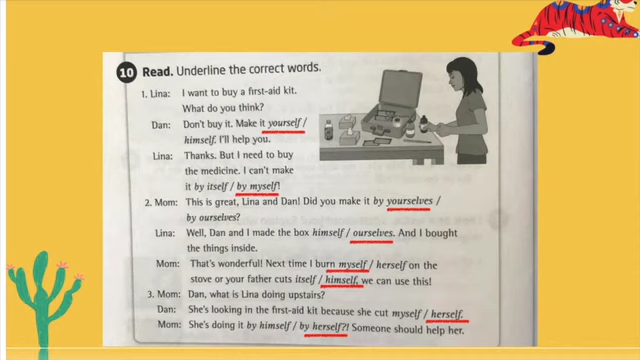 10 Read. Underline the correct words.
1. Lina: I want to buy a first-aid kit.
What do you think?
Dan: Don't buy it. Make it yourself /
himself. I'll help you.
Lina: Thanks. But I need to buy
the medicine. I can't make
it by itself / by myself!
2. Mom: This is great, Lina and Dan! Did you make it by yourselves /
by ourselves?
Lina: Well, Dan and I made the box himself / ourselves. And I bought
the things inside.
Mom: That's wonderful! Next time I burn myself / herself on the
stove or your father cuts itself / himself, we can use this!
3. Mom: Dan, what is Lina doing upstairs?
Dan: She's looking in the first-aid kit because she cut myself / herself.
Mom: She's doing it by himself / by herself?! Someone should help her.